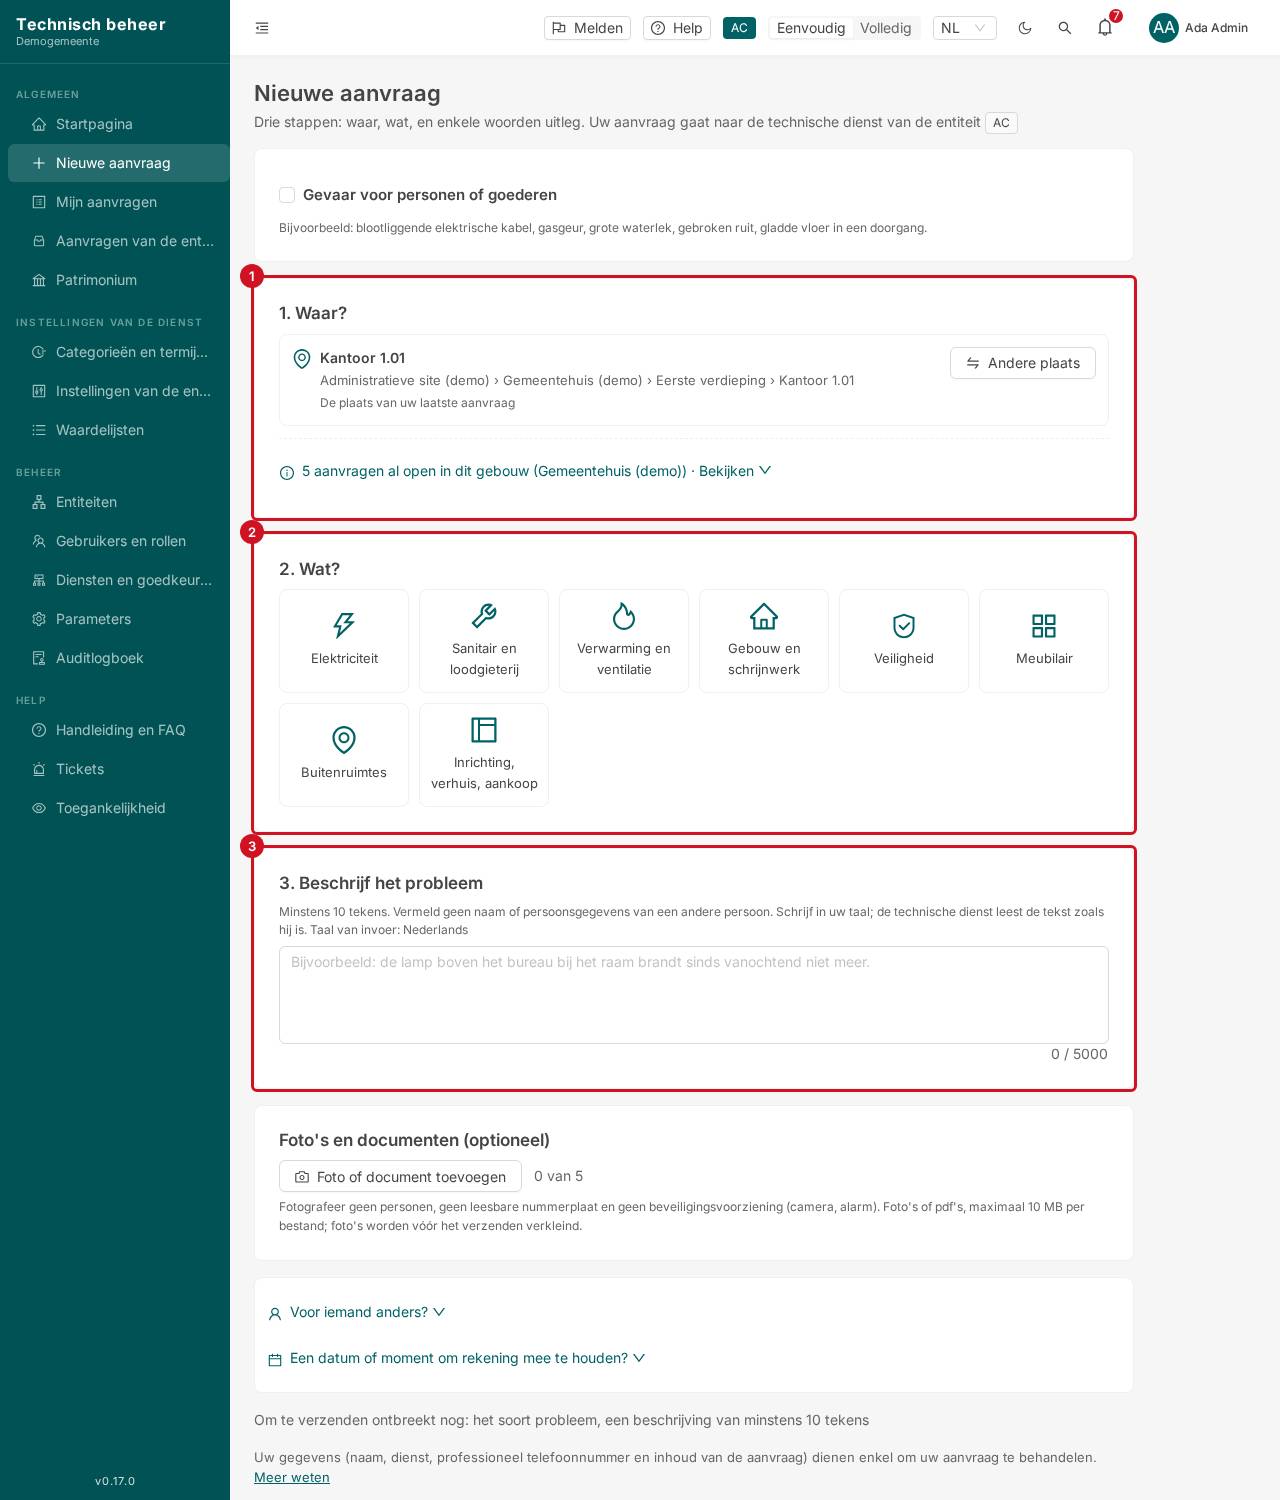 Technisch beheer
Demogemeente
ALGEMEEN
Startpagina
Nieuwe aanvraag
Mijn aanvragen
Aanvragen van de ent...
Patrimonium
INSTELLINGEN VAN DE DIENST
Categorieën en termij...
Instellingen van de en...
Waardelijsten
BEHEER
Entiteiten
Gebruikers en rollen
Diensten en goedkeur...
Parameters
Auditlogboek
HELP
Handleiding en FAQ
Tickets
Toegankelijkheid
v0.17.0
Melden Help AC Eenvoudig Volledig NL 7 AA Ada Admin
Nieuwe aanvraag
Drie stappen: waar, wat, en enkele woorden uitleg. Uw aanvraag gaat naar de technische dienst van de entiteit AC
Gevaar voor personen of goederen
Bijvoorbeeld: blootliggende elektrische kabel, gasgeur, grote waterlek, gebroken ruit, gladde vloer in een doorgang.
1
1. Waar?
Kantoor 1.01
Administratieve site (demo) › Gemeentehuis (demo) › Eerste verdieping › Kantoor 1.01
De plaats van uw laatste aanvraag
Andere plaats
5 aanvragen al open in dit gebouw (Gemeentehuis (demo)) · Bekijken
2
2. Wat?
Elektriciteit
Sanitair en
loodgieterij
Verwarming en
ventilatie
Gebouw en
schrijnwerk
Veiligheid
Meubilair
Buitenruimtes
Inrichting,
verhuis, aankoop
3
3. Beschrijf het probleem
Minstens 10 tekens. Vermeld geen naam of persoonsgegevens van een andere persoon. Schrijf in uw taal; de technische dienst leest de tekst zoals
hij is. Taal van invoer: Nederlands
Bijvoorbeeld: de lamp boven het bureau bij het raam brandt sinds vanochtend niet meer.
0 / 5000
Foto's en documenten (optioneel)
Foto of document toevoegen 0 van 5
Fotografeer geen personen, geen leesbare nummerplaat en geen beveiligingsvoorziening (camera, alarm). Foto's of pdf's, maximaal 10 MB per
bestand; foto's worden vóór het verzenden verkleind.
Voor iemand anders?
Een datum of moment om rekening mee te houden?
Om te verzenden ontbreekt nog: het soort probleem, een beschrijving van minstens 10 tekens
Uw gegevens (naam, dienst, professioneel telefoonnummer en inhoud van de aanvraag) dienen enkel om uw aanvraag te behandelen.
Meer weten